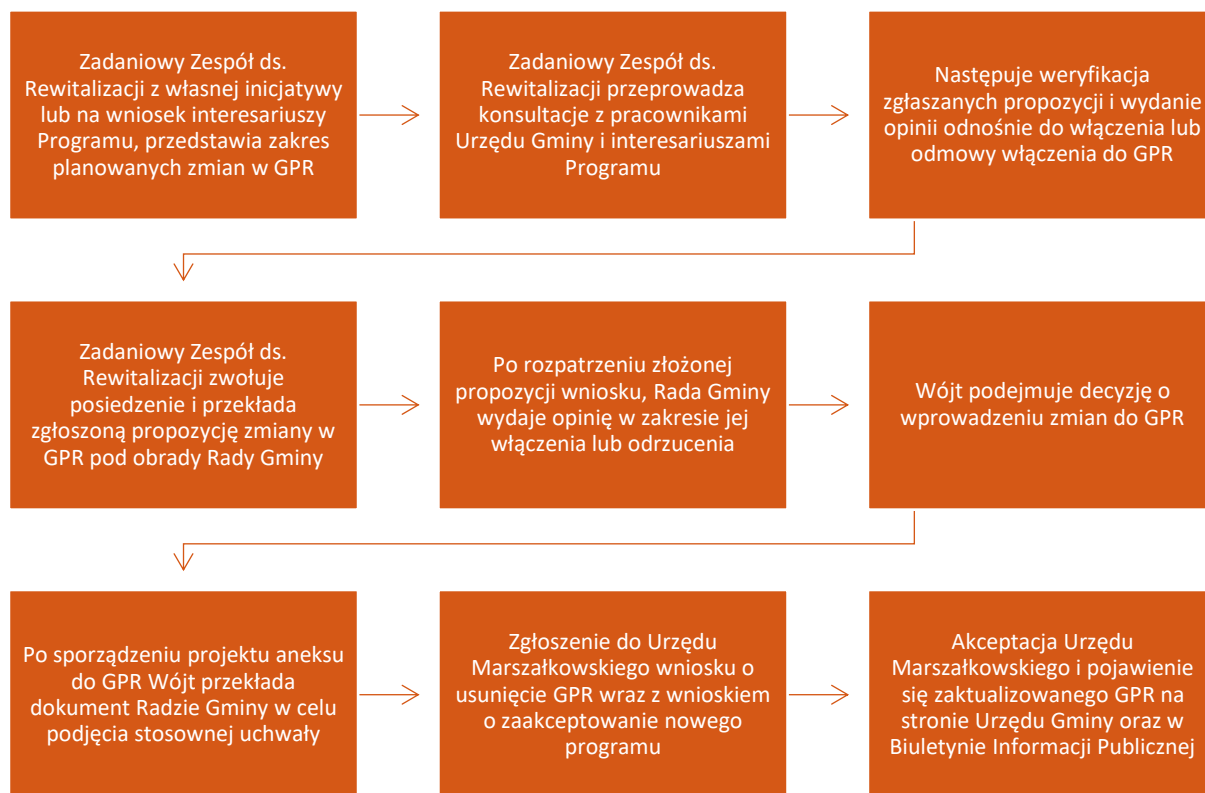 Zadaniowy Zespół ds.
Rewitalizacji z własnej inicjatywy
lub na wniosek interesariuszy
Programu, przedstawia zakres
planowanych zmian w GPR
Zadaniowy Zespół ds.
Rewitalizacji przeprowadza
konsultacje z pracownikami
Urzędu Gminy i interesariuszami
Programu
Następuje weryfikacja
zgłaszanych propozycji i wydanie
opinii odnośnie do włączenia lub
odmowy włączenia do GPR
Zadaniowy Zespół ds.
Rewitalizacji zwołuje
posiedzenie i przekłada
zgłoszoną propozycję zmiany w
GPR pod obrady Rady Gminy
Po rozpatrzeniu złożonej
propozycji wniosku, Rada Gminy
wydaje opinię w zakresie jej
włączenia lub odrzucenia
Wójt podejmuje decyzję o
wprowadzeniu zmian do GPR
Po sporządzeniu projektu aneksu
do GPR Wójt przekłada
dokument Radzie Gminy w celu
podjęcia stosownej uchwały
Zgłoszenie do Urzędu
Marszałkowskiego wniosku o
usunięcie GPR wraz z wnioskiem
o zaakceptowanie nowego
programu
Akceptacja Urzędu
Marszałkowskiego i pojawienie
się zaktualizowanego GPR na
stronie Urzędu Gminy oraz w
Biuletynie Informacji Publicznej